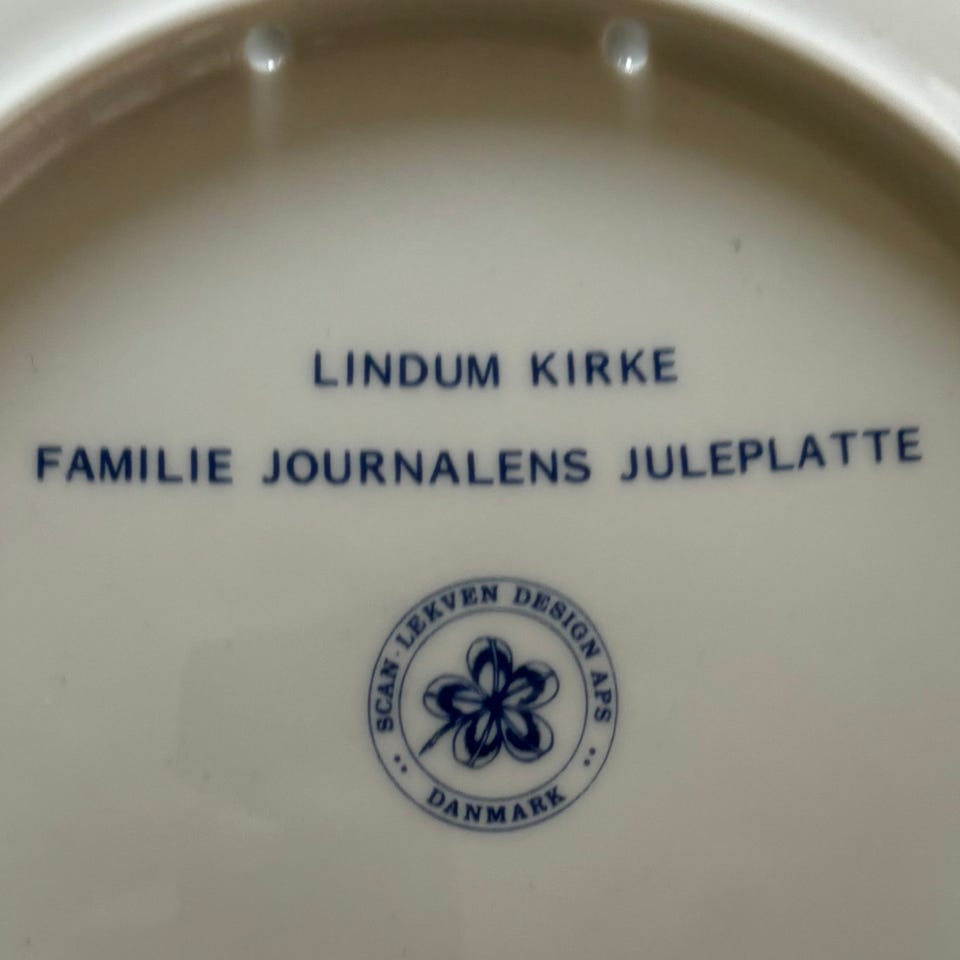 LINDUM KIRKE
FAMILIE JOURNALENS JULEPLATTE
SCAN·LEKVEN DESIGN APS
DANMARK